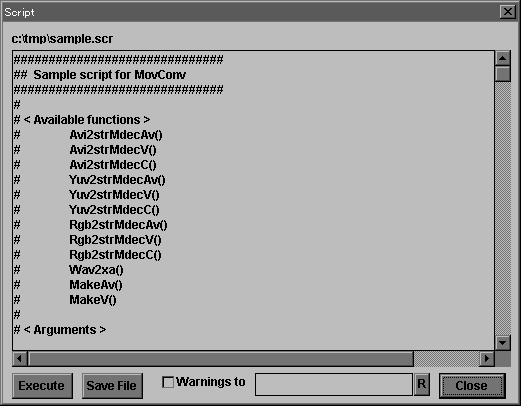 Script
c:\tmp\sample.scr
##############################
## Sample script for MovConv
##############################
#
# < Available functions >
# Avi2strMdecAv()
# Avi2strMdecV()
# Avi2strMdecC()
# Yuv2strMdecAv()
# Yuv2strMdecV()
# Yuv2strMdecC()
# Rgb2strMdecAv()
# Rgb2strMdecV()
# Rgb2strMdecC()
# Wav2xa()
# MakeAv()
# MakeV()
#
# < Arguments >
Execute Save File Warnings to R Close